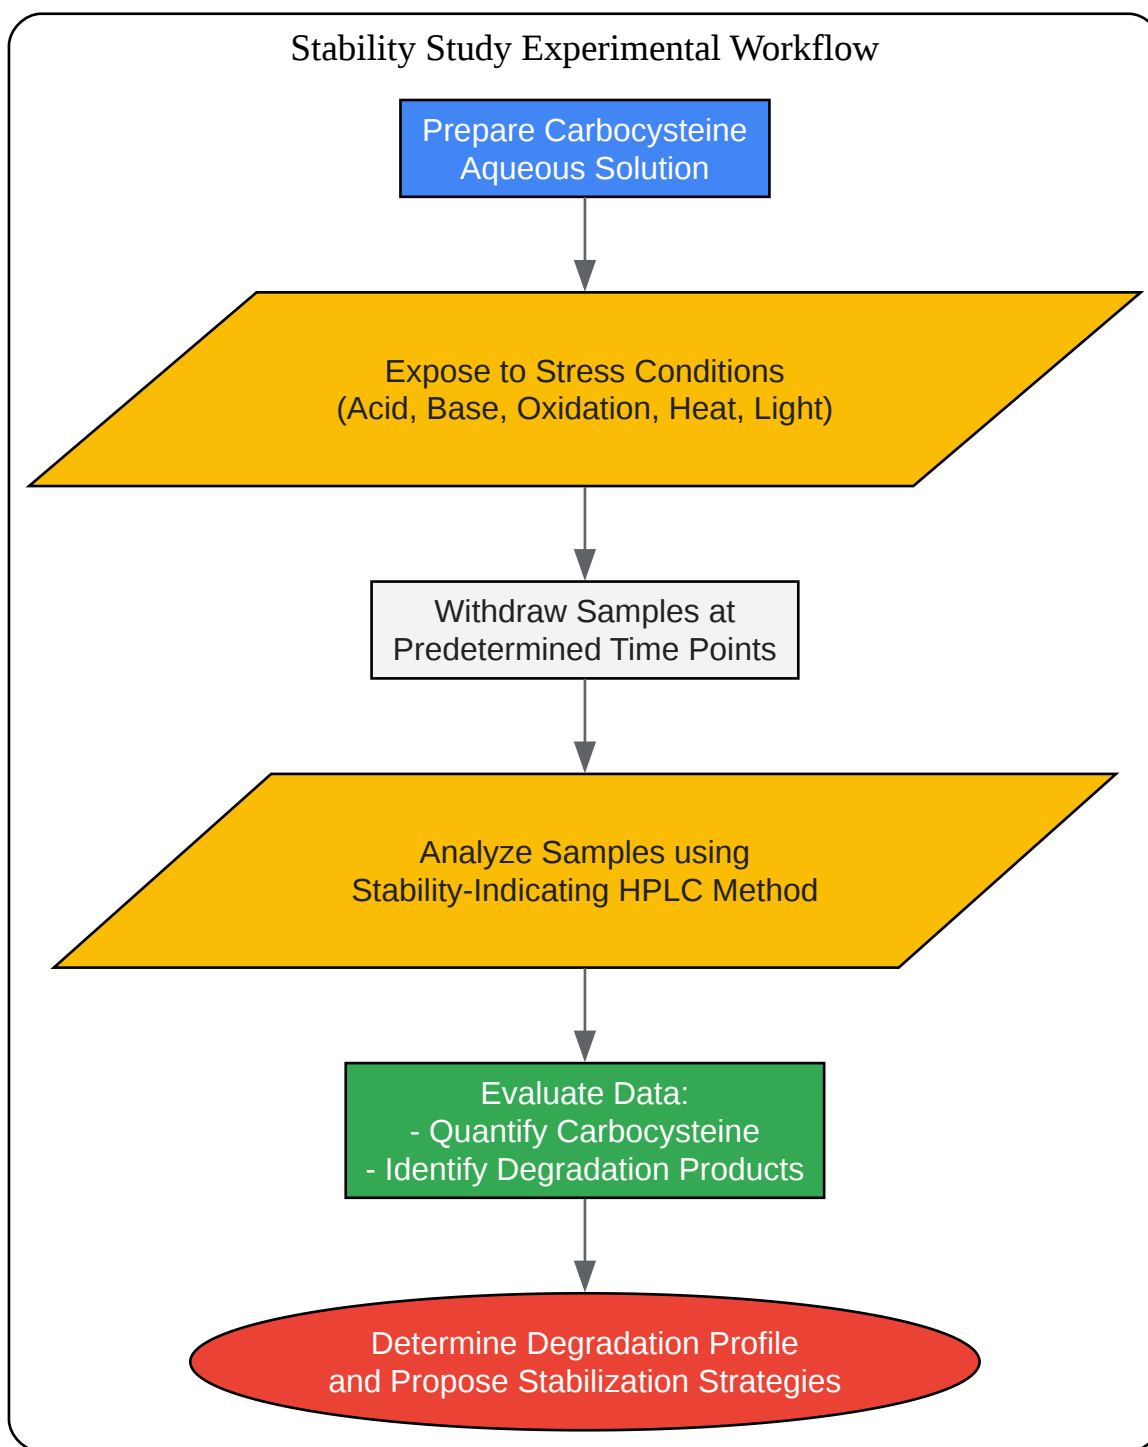 Stability Study Experimental Workflow
Prepare Carbocysteine
Aqueous Solution
Expose to Stress Conditions
(Acid, Base, Oxidation, Heat, Light)
Withdraw Samples at
Predetermined Time Points
Analyze Samples using
Stability-Indicating HPLC Method
Evaluate Data:
- Quantify Carbocysteine
- Identify Degradation Products
Determine Degradation Profile
and Propose Stabilization Strategies